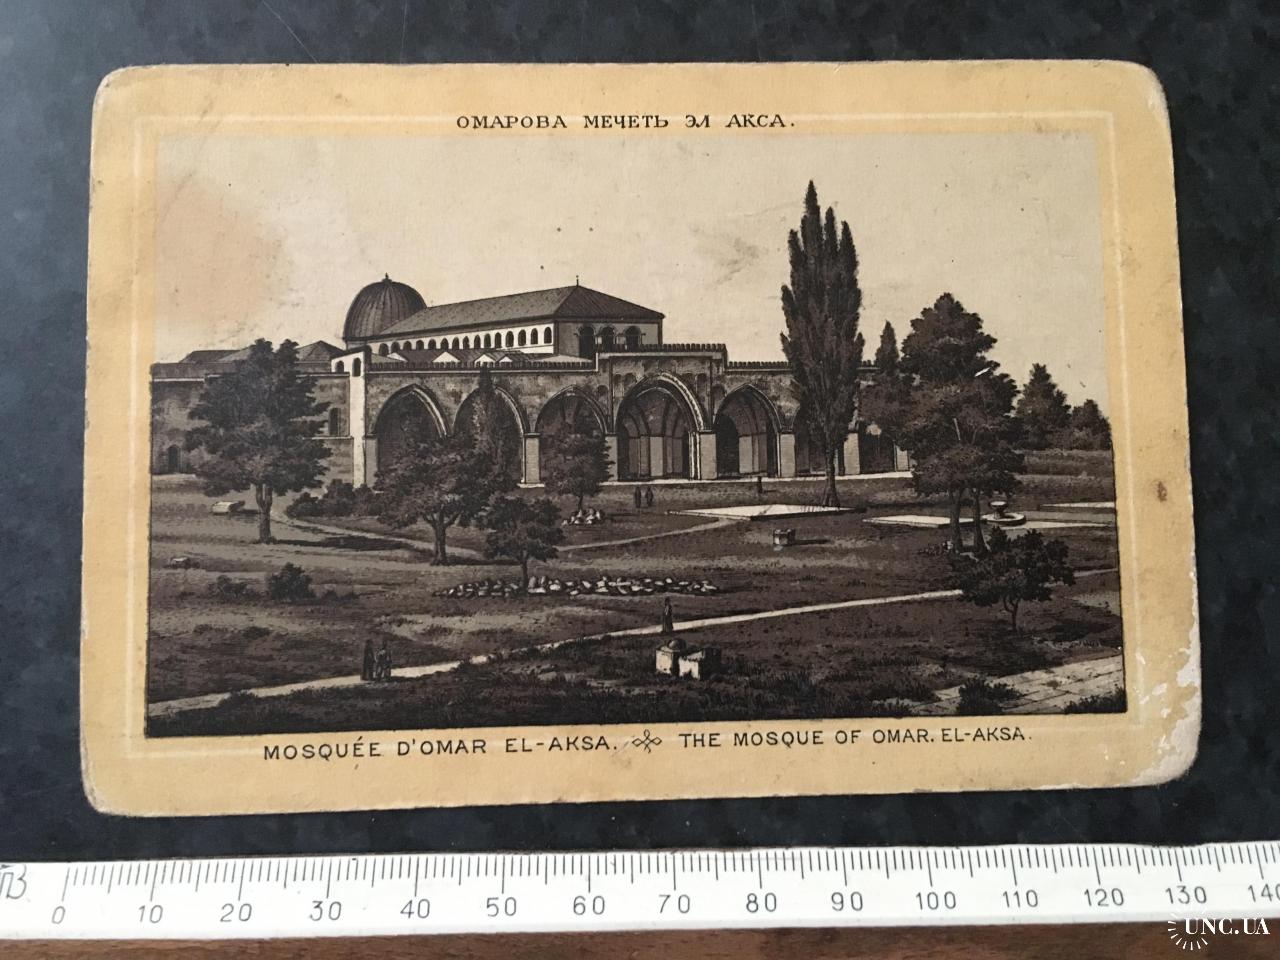 ОМАРОВА МЕЧЕТЬ ЭЛ АКСА.
MOSQUÉE D'OMAR EL-AKSA. THE MOSQUE OF OMAR. EL-AKSA.
0 10 20 30 40 50 60 70 80 90 100 110 120 130 140
UNC.UA